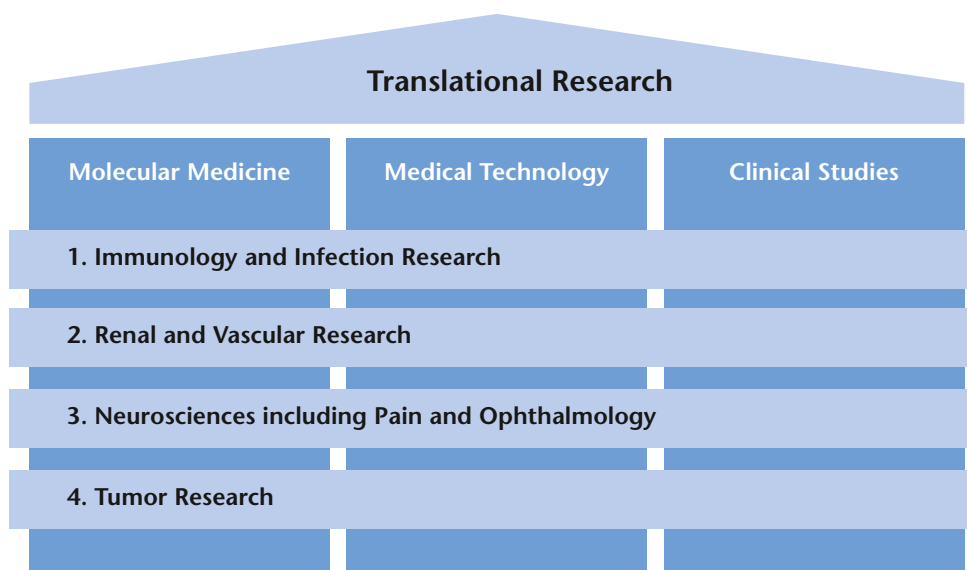 Translational Research
Molecular Medicine
Medical Technology
Clinical Studies
1. Immunology and Infection Research
2. Renal and Vascular Research
3. Neurosciences including Pain and Ophthalmology
4. Tumor Research